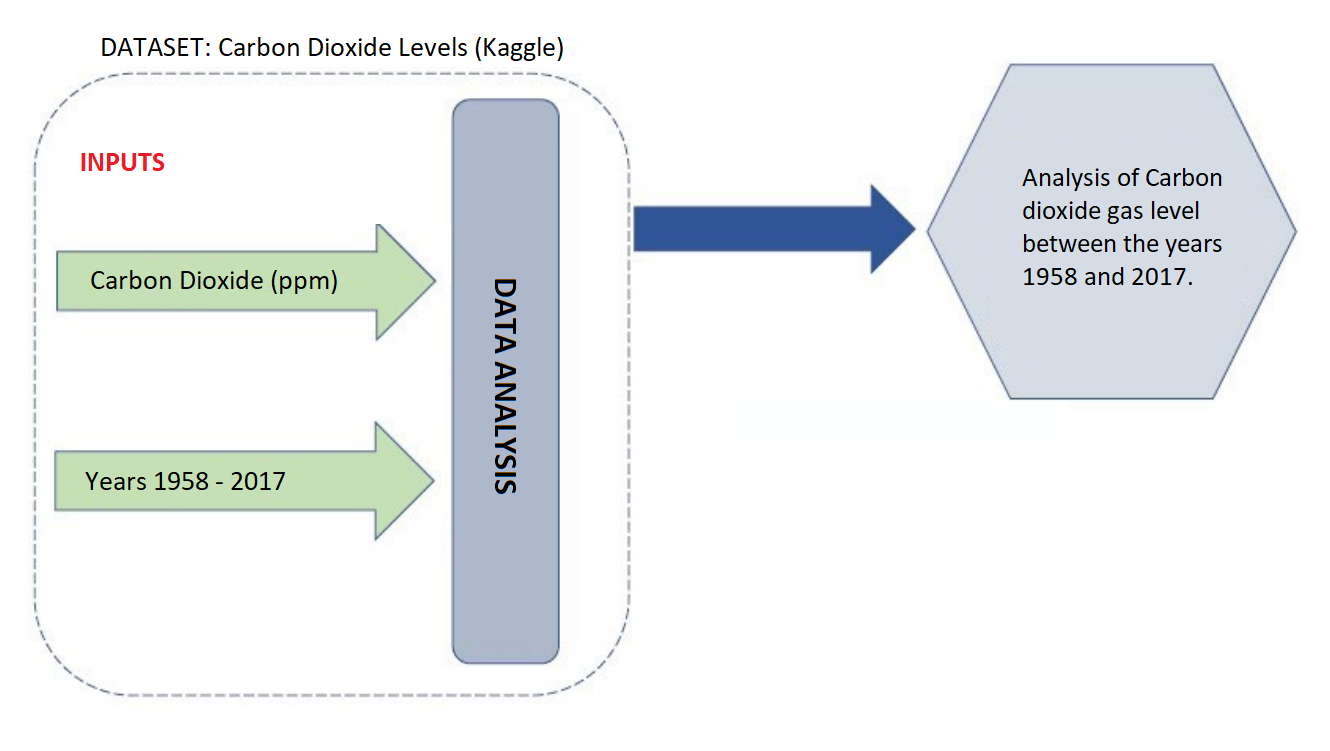 DATASET: Carbon Dioxide Levels (Kaggle)
INPUTS
Carbon Dioxide (ppm)
Years 1958 - 2017
DATA ANALYSIS
Analysis of Carbon
dioxide gas level
between the years
1958 and 2017.